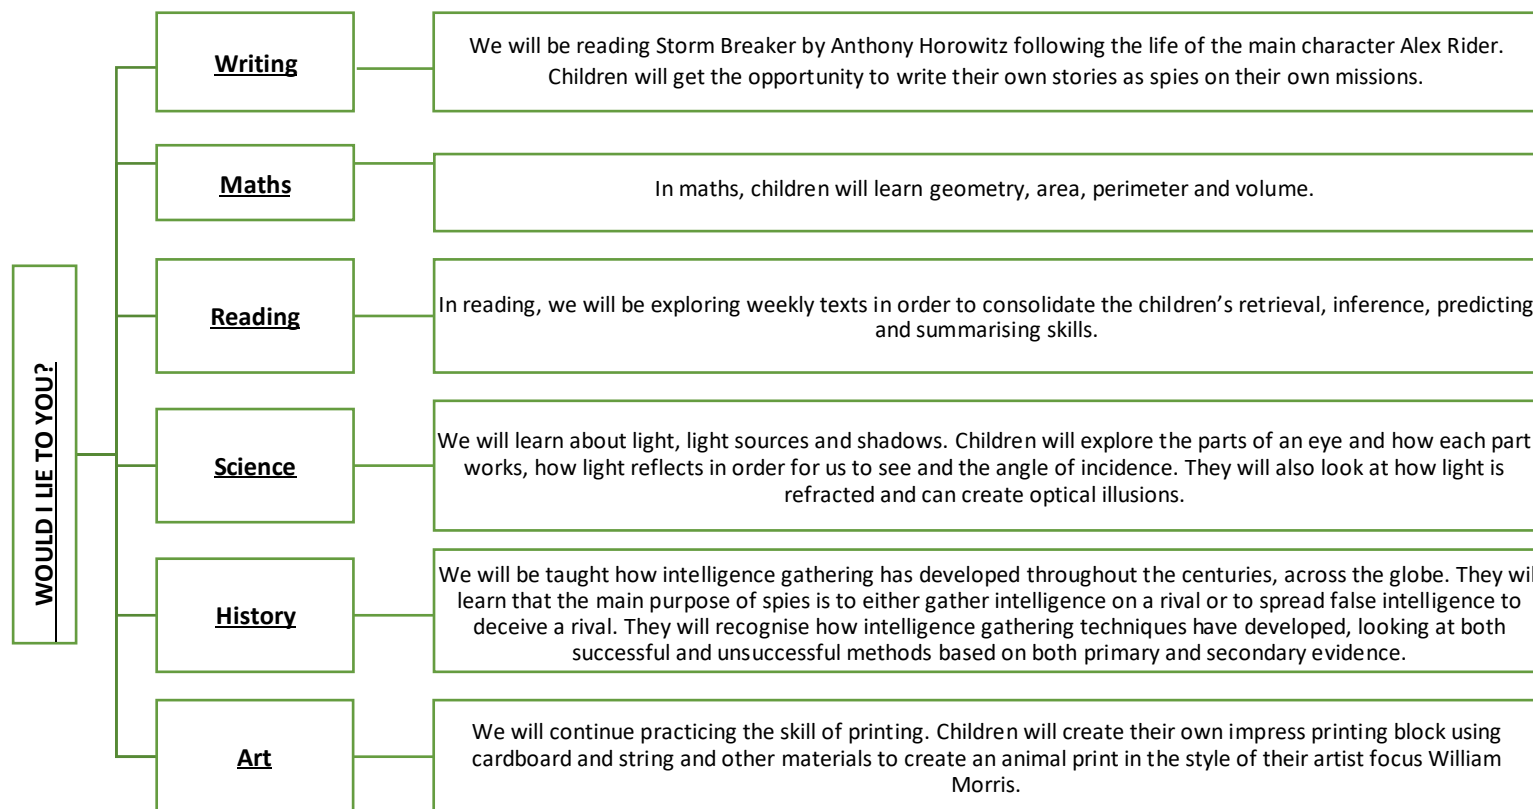 WOULD I LIE TO YOU?
Writing
We will be reading Storm Breaker by Anthony Horowitz following the life of the main character Alex Rider.
Children will get the opportunity to write their own stories as spies on their own missions.
Maths
In maths, children will learn geometry, area, perimeter and volume.
Reading
In reading, we will be exploring weekly texts in order to consolidate the children’s retrieval, inference, predicting
and summarising skills.
Science
We will learn about light, light sources and shadows. Children will explore the parts of an eye and how each part
works, how light reflects in order for us to see and the angle of incidence. They will also look at how light is
refracted and can create optical illusions.
History
We will be taught how intelligence gathering has developed throughout the centuries, across the globe. They wil
learn that the main purpose of spies is to either gather intelligence on a rival or to spread false intelligence to
deceive a rival. They will recognise how intelligence gathering techniques have developed, looking at both
successful and unsuccessful methods based on both primary and secondary evidence.
Art
We will continue practicing the skill of printing. Children will create their own impress printing block using
cardboard and string and other materials to create an animal print in the style of their artist focus William
Morris.